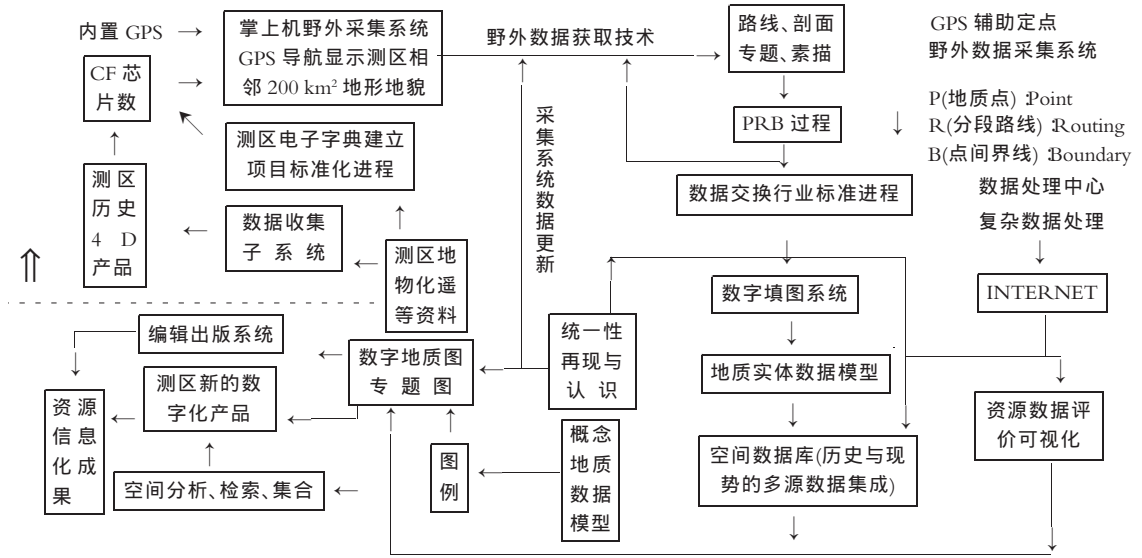 内置 GPS
掌上机野外采集系统
GPS 导航显示测区相
邻 200 km² 地形地貌
CF 芯
片数
野外数据获取技术
路线、剖面
专题、素描
GPS 辅助定点
野外数据采集系统
PRB 过程
P(地质点) :Point
R(分段路线) :Routing
B(点间界线) :Boundary
测区电子字典建立
项目标准化进程
采集系统数据更新
数据交换行业标准进程
数据处理中心
复杂数据处理
测区
历史
4 D
产品
数据收集
子系统
测区地
物化遥
等资料
数字填图系统
INTERNET
编辑出版系统
数字地质图
专题图
统一性
再现与
认识
地质实体数据模型
资源
信息
化成
果
测区新的数
字化产品
空间分析、检索、集合
图
例
概念
地质
数据
模型
空间数据库(历史与现
势的多源数据集成)
资源数据评
价可视化